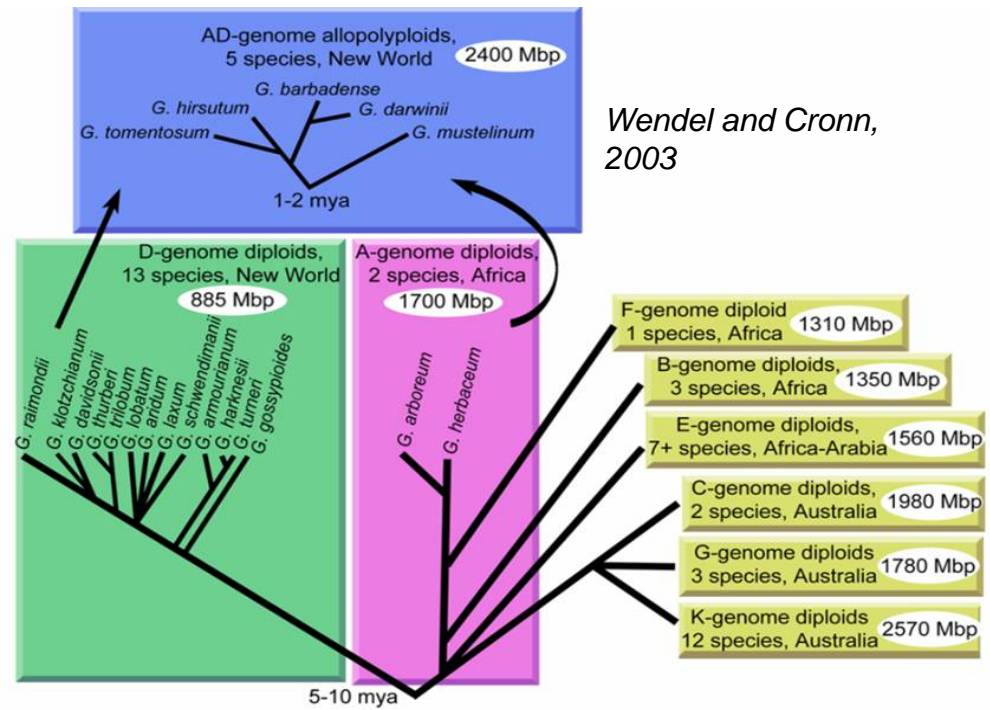 AD-genome allopolyploids,
5 species, New World
2400 Mbp
G. barbadense
G. hirsutum
G. darwinii
G. tomentosum
G. mustelinum
1-2 mya
Wendel and Cronn,
2003
D-genome diploids,
13 species, New World
885 Mbp
A-genome diploids,
2 species, Africa
1700 Mbp
F-genome diploid
1 species, Africa
1310 Mbp
B-genome diploids,
3 species, Africa
1350 Mbp
E-genome diploids,
7+ species, Africa-Arabia
1560 Mbp
C-genome diploids,
2 species, Australia
1980 Mbp
G-genome diploids
3 species, Australia
1780 Mbp
K-genome diploids
12 species, Australia
2570 Mbp
G. raimondii
G. klotzchianum
G. davidsonii
G. thurberi
G. trilobum
G. lobatum
G. aridum
G. laxum
G. schwendimanii
G. armourianum
G. harknesii
G. turneri
G. gossypioides
G. arboreum
G. herbaceum
5-10 mya